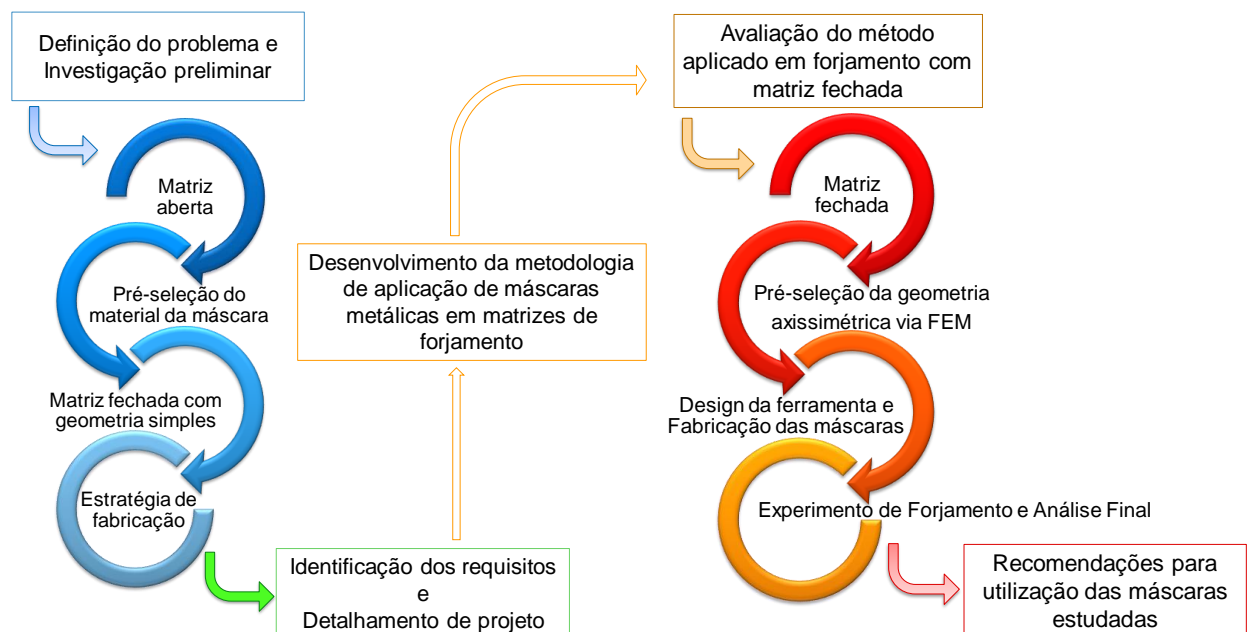 Definição do problema e
Investigação preliminar
Matriz
aberta
Pré-seleção do
material da máscara
Matriz fechada com
geometria simples
Estratégia de
fabricação
Identificação dos requisitos
e
Detalhamento de projeto
Desenvolvimento da metodologia
de aplicação de máscaras
metálicas em matrizes de
forjamento
Avaliação do método
aplicado em forjamento com
matriz fechada
Matriz
fechada
Pré-seleção da geometria
axissimétrica via FEM
Design da ferramenta e
Fabricação das máscaras
Experimento de Forjamento e Análise Final
Recomendações para
utilização das máscaras
estudadas